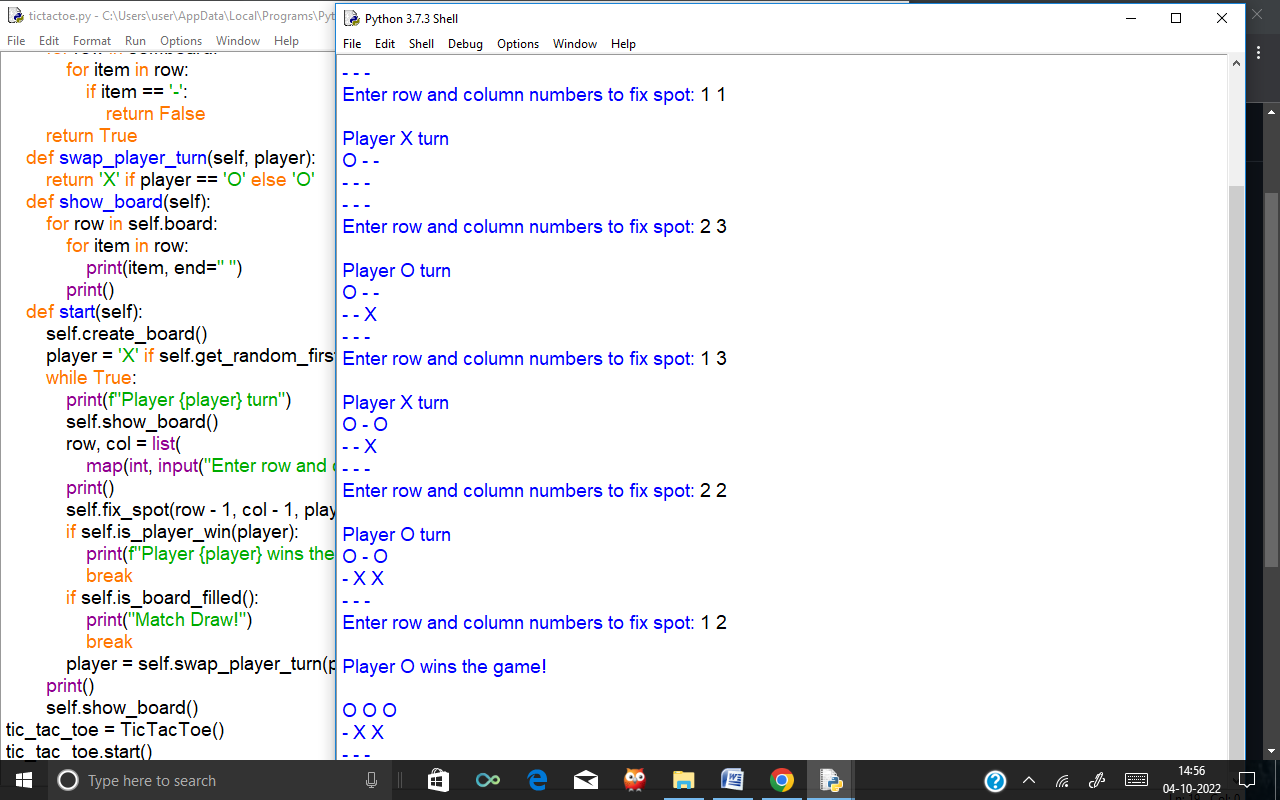 tictactoe.py - C:\Users\user\AppData\Local\Programs\Pyt
File Edit Format Run Options Window Help
for item in row:
if item == '-':
return False
return True
def swap_player_turn(self, player):
return 'X' if player == 'O' else 'O'
def show_board(self):
for row in self.board:
for item in row:
print(item, end=" ")
print()
def start(self):
self.create_board()
player = 'X' if self.get_random_first
while True:
print(f"Player {player} turn")
self.show_board()
row, col = list(
map(int, input("Enter row and
print()
self.fix_spot(row - 1, col - 1, play
if self.is_player_win(player):
print(f"Player {player} wins the
break
if self.is_board_filled():
print("Match Draw!")
break
player = self.swap_player_turn(p
print()
self.show_board()
tic_tac_toe = TicTacToe()
tic_tac_toe.start()
Python 3.7.3 Shell
File Edit Shell Debug Options Window Help
- - -
Enter row and column numbers to fix spot: 1 1
Player X turn
O - -
- - -
- - -
Enter row and column numbers to fix spot: 2 3
Player O turn
O - -
- - X
- - -
Enter row and column numbers to fix spot: 1 3
Player X turn
O - O
- - X
- - -
Enter row and column numbers to fix spot: 2 2
Player O turn
O - O
- X X
- - -
Enter row and column numbers to fix spot: 1 2
Player O wins the game!
O O O
- X X
- - -
Type here to search
14:56
04-10-2022